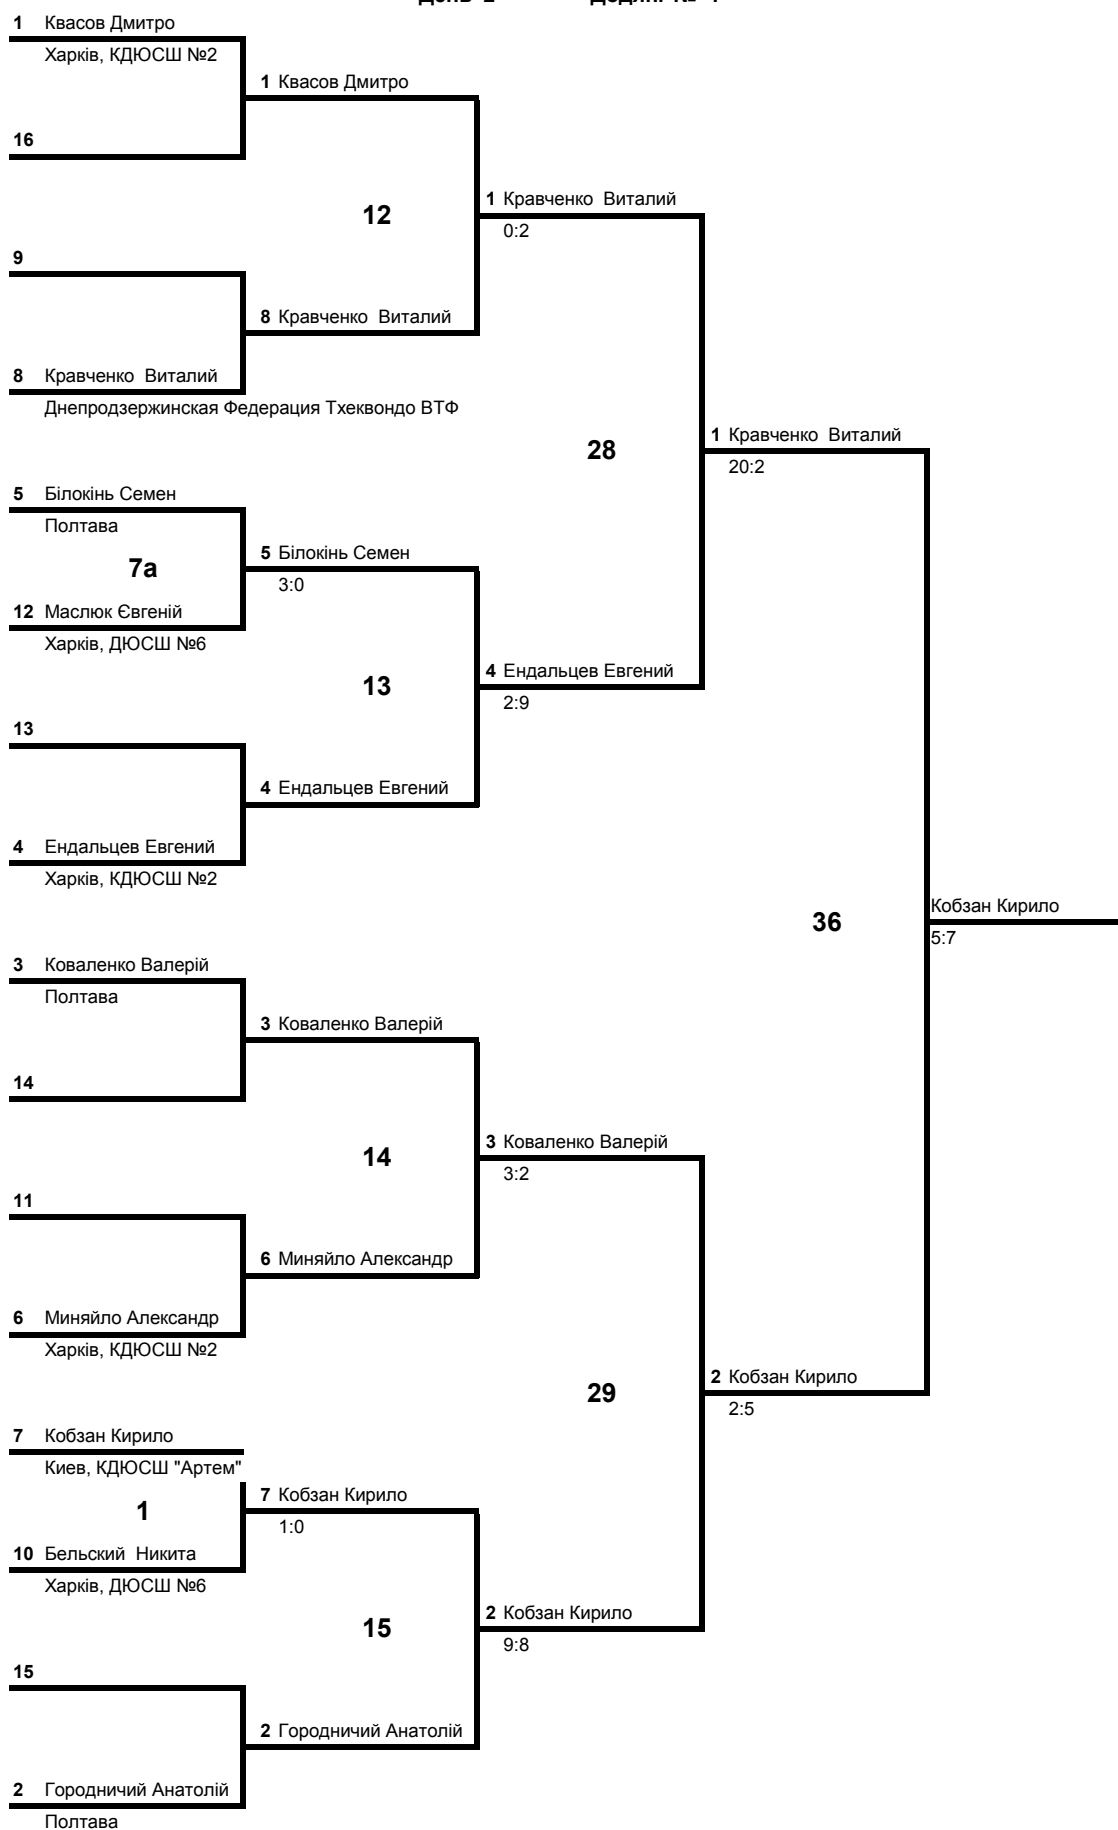 1 Квасов Дмитро
Харків, КДЮСШ №2
1 Квасов Дмитро
16
1 Кравченко Виталий
12
0:2
9
8 Кравченко Виталий
8 Кравченко Виталий
Днепродзержинская Федерация Тхеквондо ВТФ
1 Кравченко Виталий
28
20:2
5 Білокінь Семен
Полтава
5 Білокінь Семен
7а
3:0
12 Маслюк Євгеній
Харків, ДЮСШ №6
4 Ендальцев Евгений
13
2:9
13
4 Ендальцев Евгений
4 Ендальцев Евгений
Харків, КДЮСШ №2
Кобзан Кирило
36
5:7
3 Коваленко Валерій
Полтава
3 Коваленко Валерій
14
3 Коваленко Валерій
14
3:2
11
6 Миняйло Александр
6 Миняйло Александр
Харків, КДЮСШ №2
2 Кобзан Кирило
29
2:5
7 Кобзан Кирило
Киев, КДЮСШ "Артем"
7 Кобзан Кирило
1
1:0
10 Бельский Никита
Харків, ДЮСШ №6
2 Кобзан Кирило
15
9:8
15
2 Городничий Анатолій
2 Городничий Анатолій
Полтава